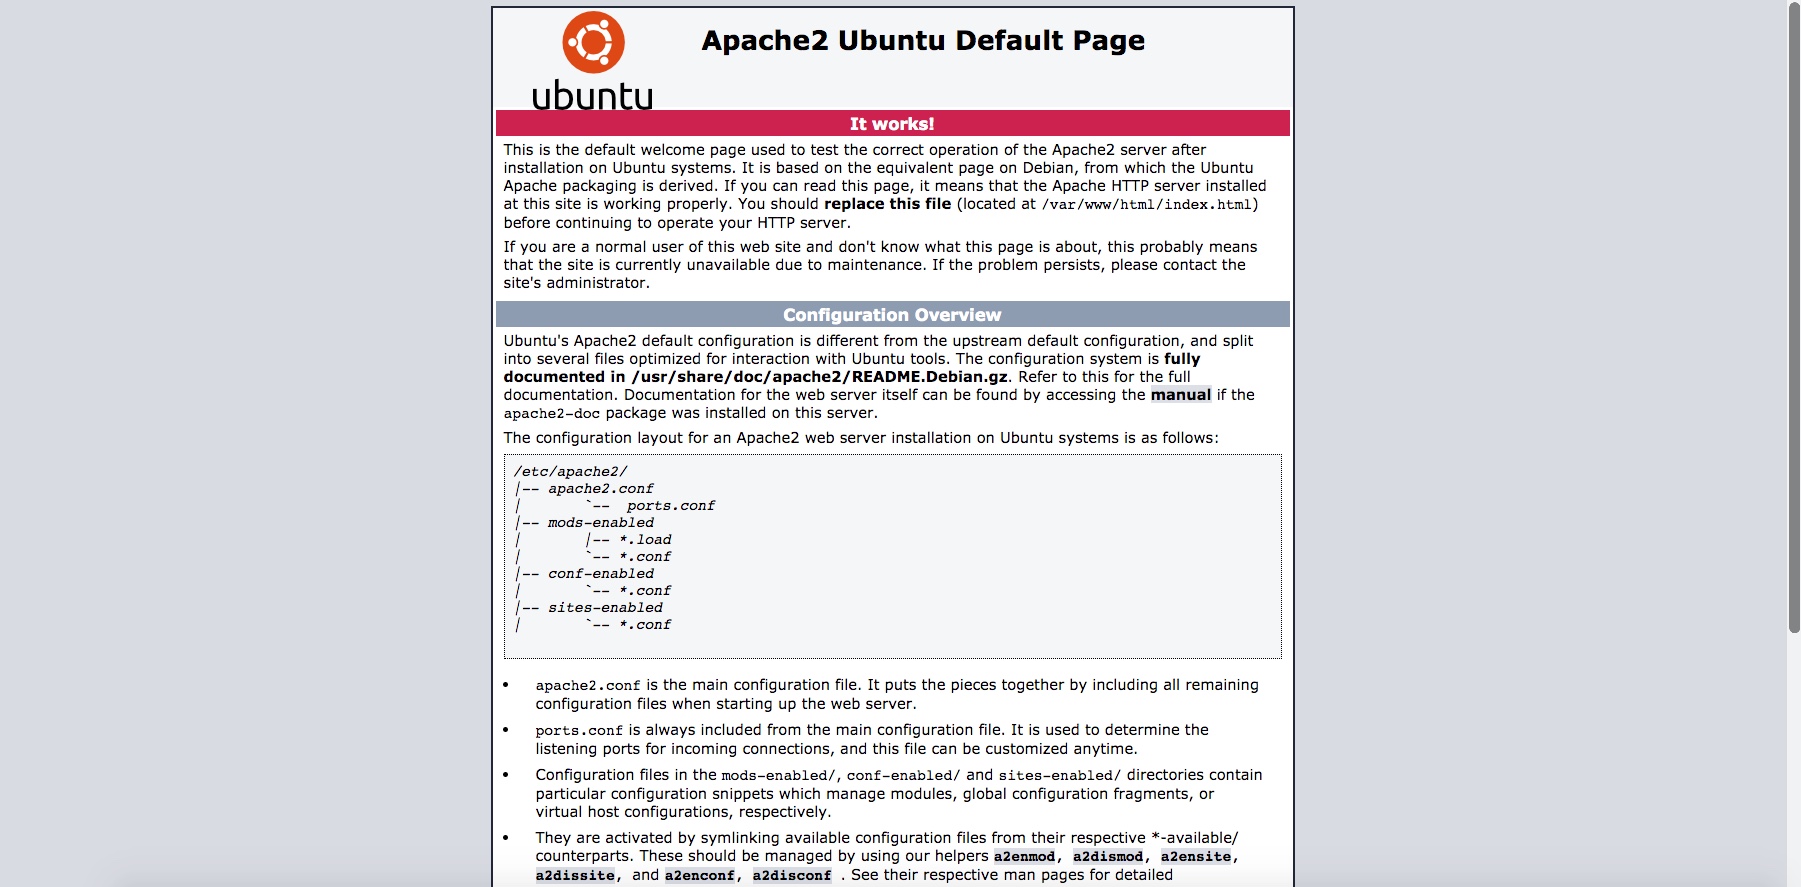 ubuntu
Apache2 Ubuntu Default Page
It works!
This is the default welcome page used to test the correct operation of the Apache2 server after
installation on Ubuntu systems. It is based on the equivalent page on Debian, from which the Ubuntu
Apache packaging is derived. If you can read this page, it means that the Apache HTTP server installed
at this site is working properly. You should replace this file (located at /var/www/html/index.html)
before continuing to operate your HTTP server.
If you are a normal user of this web site and don't know what this page is about, this probably means
that the site is currently unavailable due to maintenance. If the problem persists, please contact the
site's administrator.
Configuration Overview
Ubuntu's Apache2 default configuration is different from the upstream default configuration, and split
into several files optimized for interaction with Ubuntu tools. The configuration system is fully
documented in /usr/share/doc/apache2/README.Debian.gz. Refer to this for the full
documentation. Documentation for the web server itself can be found by accessing the manual if the
apache2-doc package was installed on this server.
The configuration layout for an Apache2 web server installation on Ubuntu systems is as follows:
/etc/apache2/
|-- apache2.conf
|       `--  ports.conf
|-- mods-enabled
|       |-- *.load
|       `-- *.conf
|-- conf-enabled
|       `-- *.conf
|-- sites-enabled
|       `-- *.conf
• apache2.conf is the main configuration file. It puts the pieces together by including all remaining
configuration files when starting up the web server.
• ports.conf is always included from the main configuration file. It is used to determine the
listening ports for incoming connections, and this file can be customized anytime.
• Configuration files in the mods-enabled/, conf-enabled/ and sites-enabled/ directories contain
particular configuration snippets which manage modules, global configuration fragments, or
virtual host configurations, respectively.
• They are activated by symlinking available configuration files from their respective *-available/
counterparts. These should be managed by using our helpers a2enmod, a2dismod, a2ensite,
a2dissite, and a2enconf, a2disconf . See their respective man pages for detailed